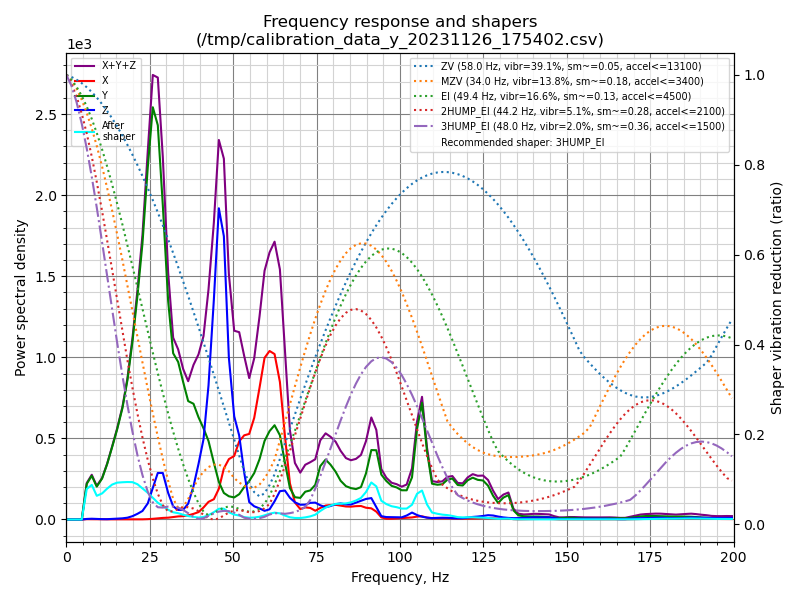 Frequency response and shapers
(/tmp/calibration_data_y_20231126_175402.csv)
1e3
X+Y+Z
X
Y
Z
After
shaper
ZV (58.0 Hz, vibr=39.1%, sm~=0.05, accel<=13100)
MZV (34.0 Hz, vibr=13.8%, sm~=0.18, accel<=3400)
EI (49.4 Hz, vibr=16.6%, sm~=0.13, accel<=4500)
2HUMP_EI (44.2 Hz, vibr=5.1%, sm~=0.28, accel<=2100)
3HUMP_EI (48.0 Hz, vibr=2.0%, sm~=0.36, accel<=1500)
Recommended shaper: 3HUMP_EI
Power spectral density
2.5
2.0
1.5
1.0
0.5
0.0
1.0
0.8
0.6
0.4
0.2
0.0
Shaper vibration reduction (ratio)
0 25 50 75 100 125 150 175 200
Frequency, Hz